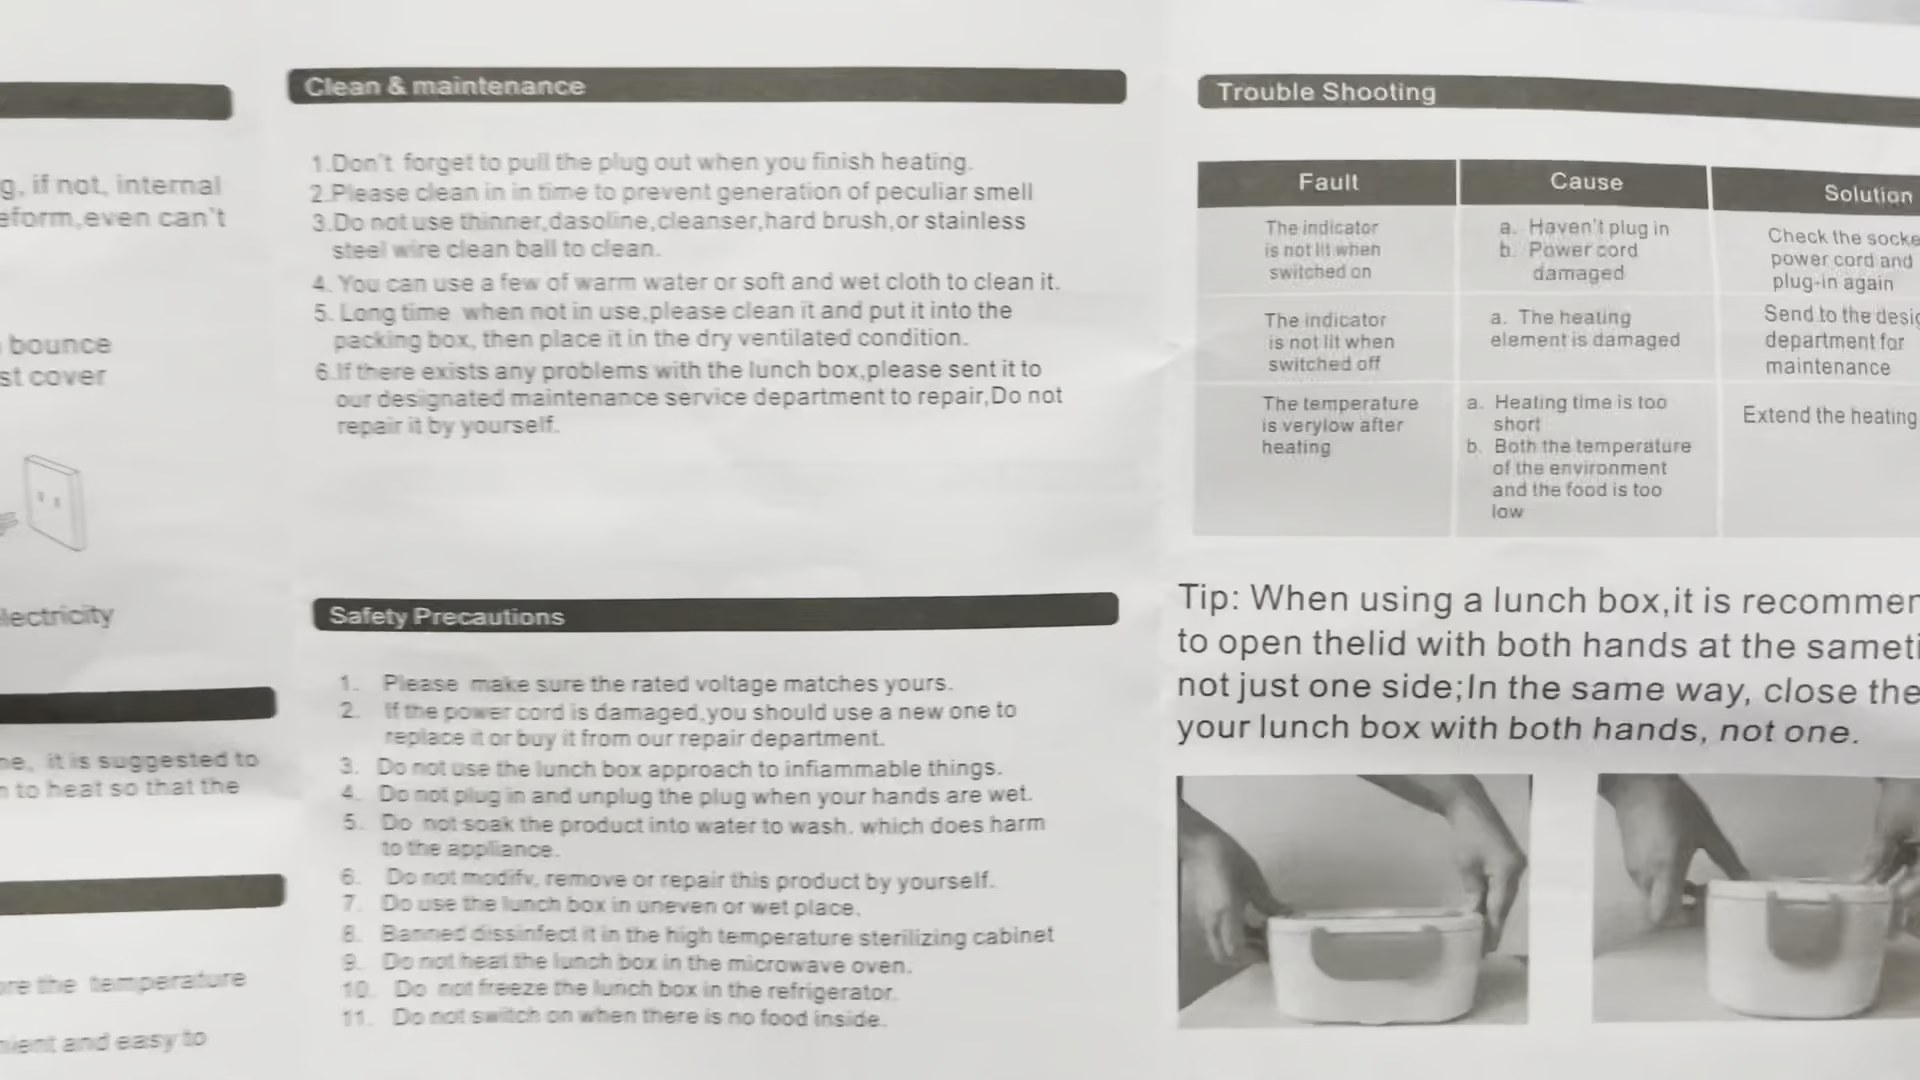 g, if not, internal
eform,even can't
bounce
st cover
lectricity
ne, it is suggested to
n to heat so that the
ore the temperature
nient and easy to
Clean & maintenance
1.Don't forget to pull the plug out when you finish heating.
2.Please clean in in time to prevent generation of peculiar smell
3.Do not use thinner,dasoline,cleanser,hard brush,or stainless
steel wire clean ball to clean.
4. You can use a few of warm water or soft and wet cloth to clean it.
5. Long time when not in use,please clean it and put it into the
packing box, then place it in the dry ventilated condition.
6.If there exists any problems with the lunch box,please sent it to
our designated maintenance service department to repair,Do not
repair it by yourself.
Safety Precautions
1. Please make sure the rated voltage matches yours.
2. If the power cord is damaged,you should use a new one to
replace it or buy it from our repair department.
3. Do not use the lunch box approach to infiammable things.
4. Do not plug in and unplug the plug when your hands are wet.
5. Do not soak the product into water to wash, which does harm
to the appliance.
6. Do not modify, remove or repair this product by yourself.
7. Do use the lunch box in uneven or wet place.
8. Banned dissinfect it in the high temperature sterilizing cabinet
9. Do not heat the lunch box in the microwave oven.
10. Do not freeze the lunch box in the refrigerator.
11. Do not switch on when there is no food inside.
Trouble Shooting
Fault Cause Solution
The indicator
is not lit when
switched on
a. Haven't plug in
b. Power cord
damaged
Check the socke
power cord and
plug-in again
The indicator
is not lit when
switched off
a. The heating
element is damaged
Send to the desig
department for
maintenance
The temperature
is verylow after
heating
a. Heating time is too
short
b. Both the temperature
of the environment
and the food is too
low
Extend the heating
Tip: When using a lunch box,it is recommen
to open thelid with both hands at the sameti
not just one side;In the same way, close the
your lunch box with both hands, not one.